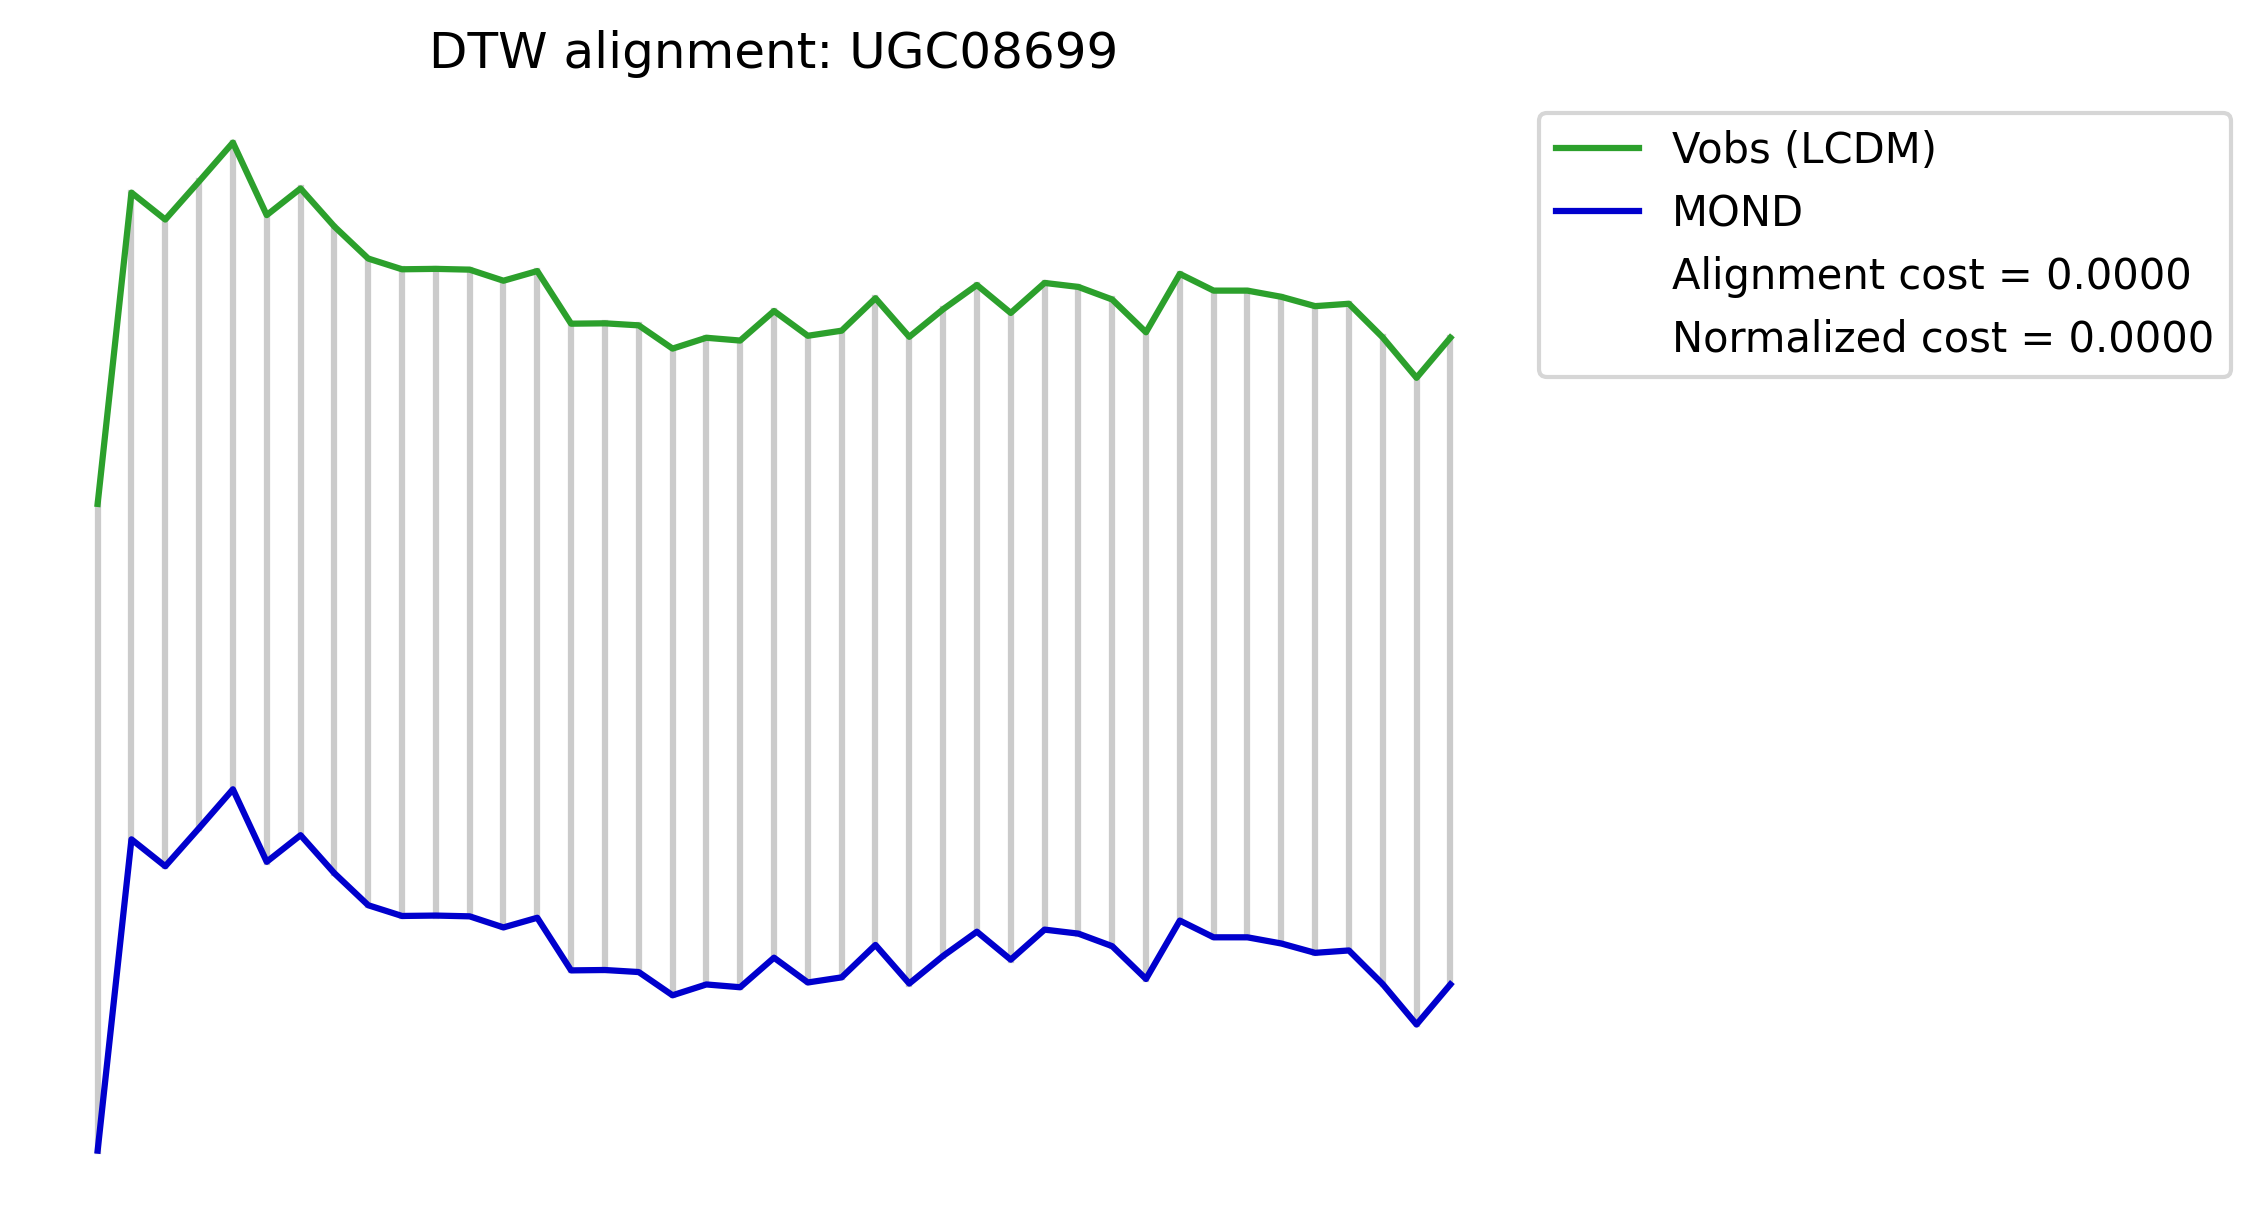 DTW alignment: UGC08699
Vobs (LCDM)
MOND
Alignment cost = 0.0000
Normalized cost = 0.0000